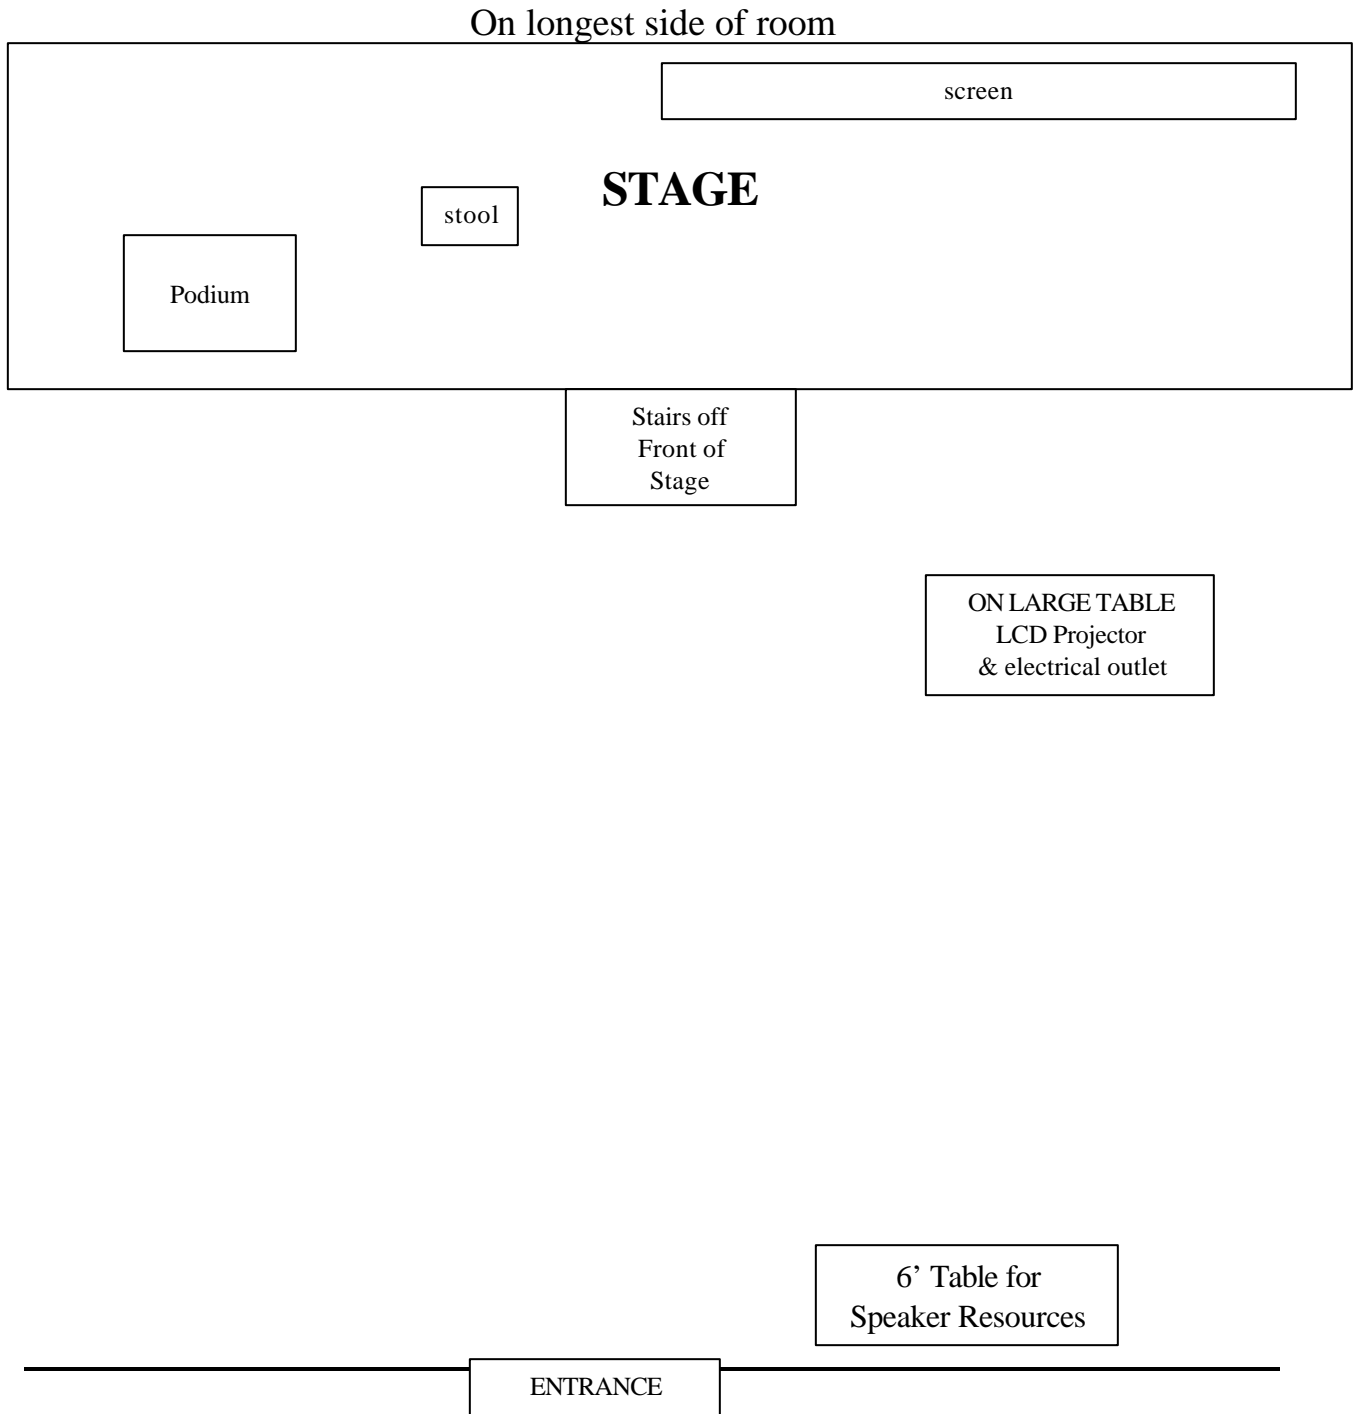 On longest side of room
screen
STAGE
stool
Podium
Stairs off
Front of
Stage
ON LARGE TABLE
LCD Projector
& electrical outlet
6’ Table for
Speaker Resources
ENTRANCE